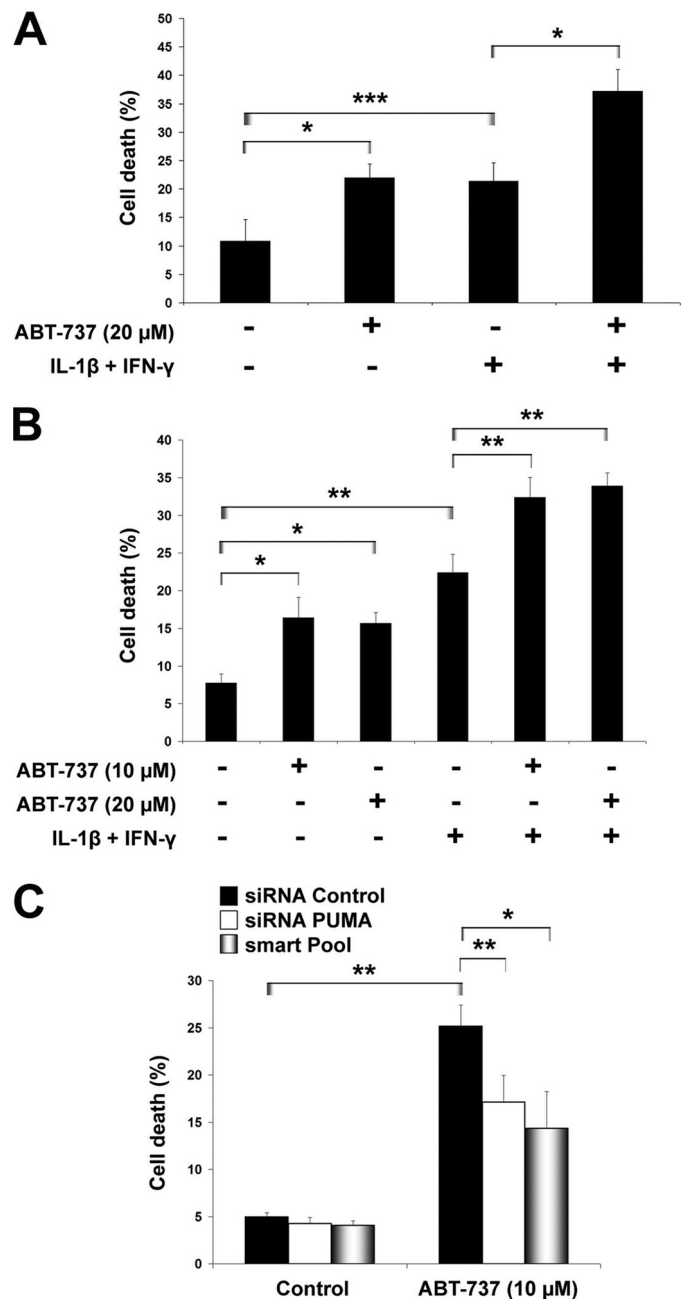 A
Cell death (%)
50
45
40
35
30
25
20
15
10
5
0
*
***
*
ABT-737 (20 µM) - + - +
IL-1β + IFN-γ - - + +
B
Cell death (%)
40
35
30
25
20
15
10
5
0
**
**
**
*
*
ABT-737 (10 µM) - + - - + -
ABT-737 (20 µM) - - + - - +
IL-1β + IFN-γ - - - + + +
C
siRNA Control
siRNA PUMA
smart Pool
Cell death (%)
30
25
20
15
10
5
0
*
**
**
Control ABT-737 (10 µM)